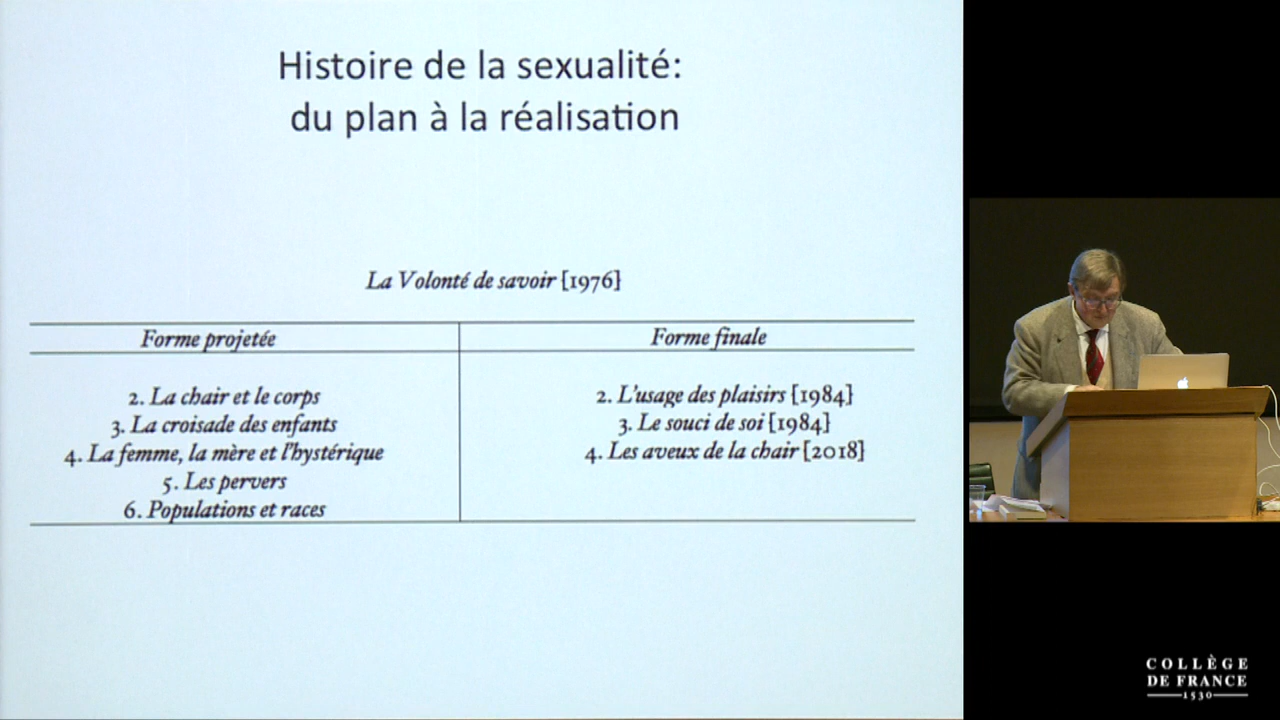 Histoire de la sexualité:
du plan à la réalisation
La Volonté de savoir [1976]
Forme projetée
2. La chair et le corps
3. La croisade des enfants
4. La femme, la mère et l'hystérique
5. Les pervers
6. Populations et races
Forme finale
2. L'usage des plaisirs [1984]
3. Le souci de soi [1984]
4. Les aveux de la chair [2018]
COLLÈGE
DE FRANCE
1530